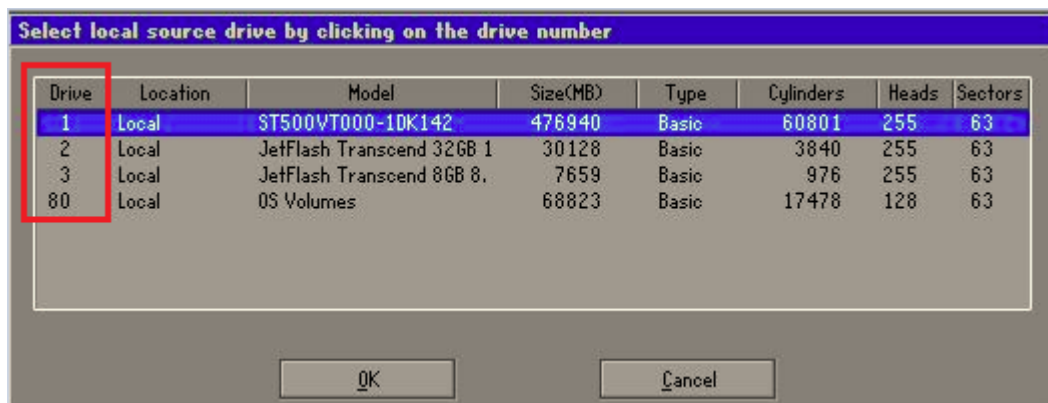 Select local source drive by clicking on the drive number
Drive Location Model Size(MB) Type Cylinders Heads Sectors
1 Local ST500VT000-1DK142 476940 Basic 60801 255 63
2 Local JetFlash Transcend 32GB 1 30128 Basic 3840 255 63
3 Local JetFlash Transcend 8GB 8. 7659 Basic 976 255 63
80 Local OS Volumes 68823 Basic 17478 128 63
OK Cancel